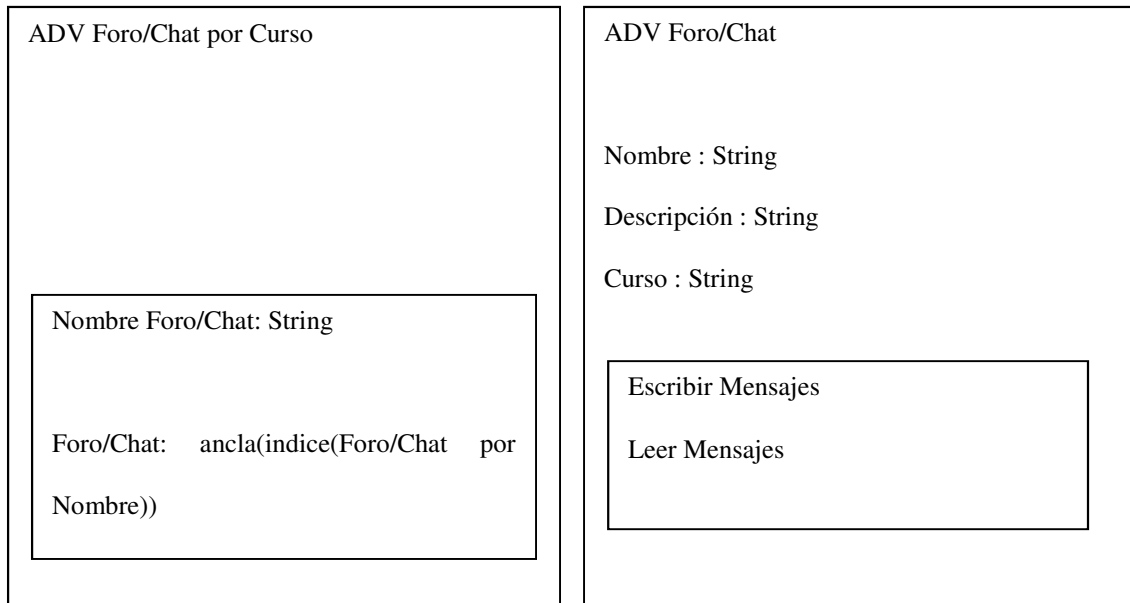 ADV Foro/Chat por Curso
Nombre Foro/Chat: String
Foro/Chat: ancla(indice(Foro/Chat por
Nombre))
ADV Foro/Chat
Nombre : String
Descripción : String
Curso : String
Escribir Mensajes
Leer Mensajes